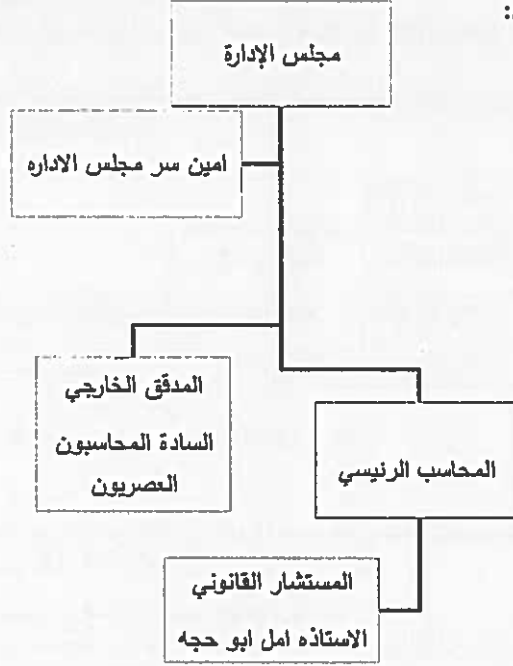 :
مجلس الإدارة
امين سر مجلس الاداره
المدقق الخارجي
السادة المحاسبون
العصريون
المحاسب الرئيسي
المستشار القانوني
الاستاذه امل ابو حجه